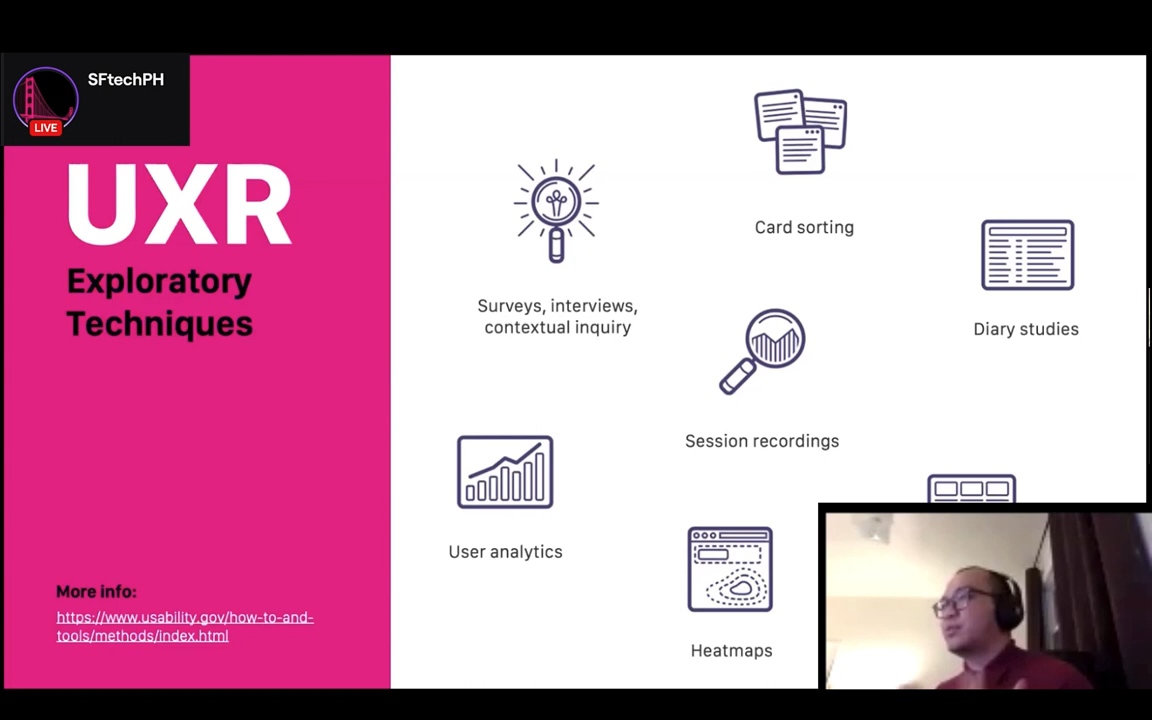 SFtechPH
LIVE
UXR
Exploratory
Techniques
More info:
https://www.usability.gov/how-to-and-
tools/methods/index.html
Card sorting
Surveys, interviews,
contextual inquiry
Diary studies
Session recordings
User analytics
Heatmaps